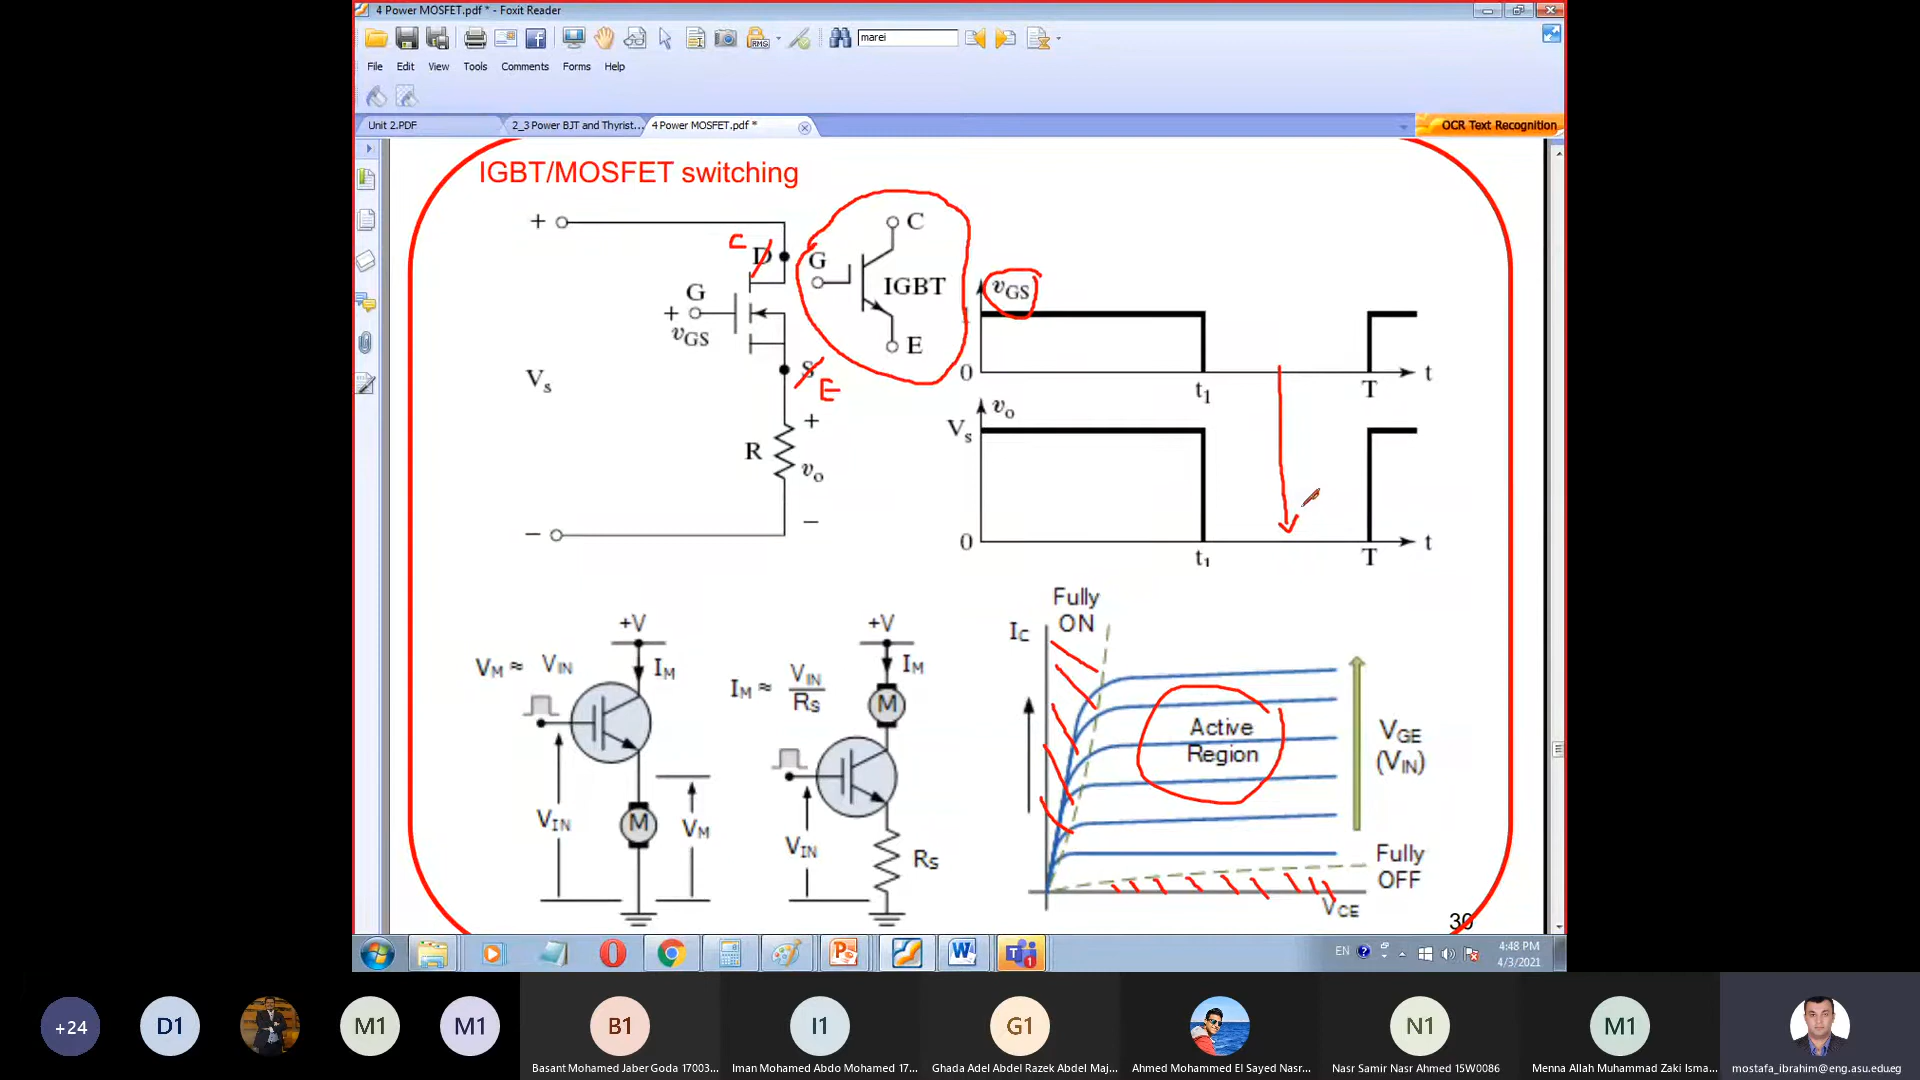 4 Power MOSFET.pdf * - Foxit Reader
marei
File Edit View Tools Comments Forms Help
Unit 2.PDF
2_3 Power BJT and Thyrist...
4 Power MOSFET.pdf *
OCR Text Recognition
IGBT/MOSFET switching
+
C
D
G
+
vGS
S
E
Vs
+
R
vo
−
−
C
G
IGBT
E
vGS
0
t1
T
t
vo
Vs
0
t1
T
t
+V
VM ≈ VIN
IM
VIN
M
VM
+V
IM
IM ≈ VIN
RS
M
VIN
RS
Fully
ON
IC
Active
Region
VGE
(VIN)
Fully
OFF
VCE
30
EN
4:48 PM
4/3/2021
+24
D1
M1
M1
B1
Basant Mohamed Jaber Goda 17003...
I1
Iman Mohamed Abdo Mohamed 17...
G1
Ghada Adel Abdel Razek Abdel Maj...
Ahmed Mohammed El Sayed Nasr...
N1
Nasr Samir Nasr Ahmed 15W0086
M1
Menna Allah Muhammad Zaki Isma...
mostafa_ibrahim@eng.asu.edu.eg